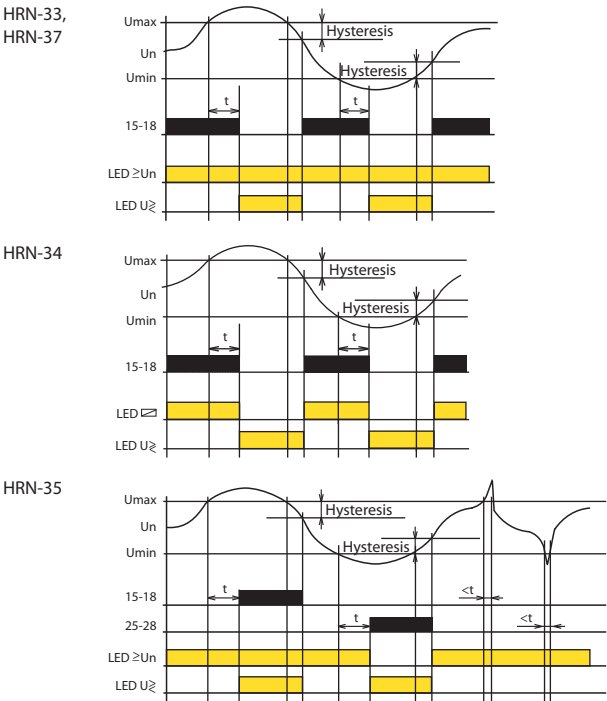 HRN-33,
HRN-37
Umax
Hysteresis
Un
Hysteresis
Umin
t t
15-18
LED ≥Un
LED U≷
HRN-34
Umax
Hysteresis
Un
Hysteresis
Umin
t t
15-18
LED
LED U≷
HRN-35
Umax
Hysteresis
Un
Hysteresis
Umin
15-18 t <t
25-28 t <t
LED ≥Un
LED U≷